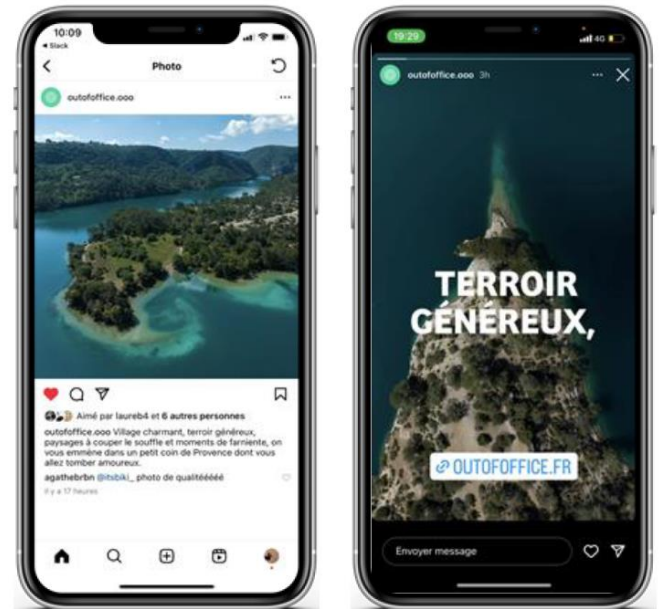 10:09
Slack
Photo
outofoffice.ooo
Aimé par laureb4 et 6 autres personnes
outofoffice.ooo Village charmant, terroir généreux,
paysages à couper le souffle et moments de farniente, on
vous emmène dans un petit coin de Provence dont vous
allez tomber amoureux.
agathebrbn @itsbiki_ photo de qualitééééé
il y a 17 heures
19:29
4G
outofoffice.ooo 3h
TERROIR
GÉNÉREUX,
OUTOFOFFICE.FR
Envoyer message